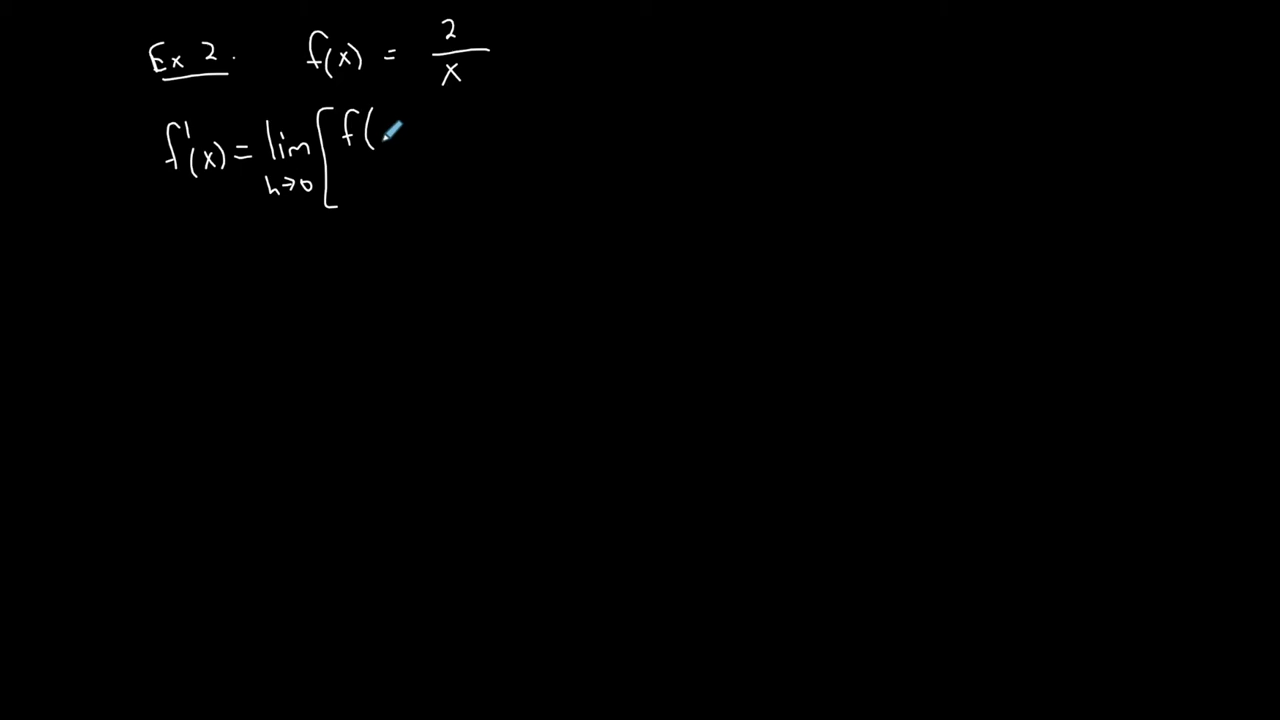 Ex 2. f(x) = 2/x
f'(x) = lim h→0 [ f(